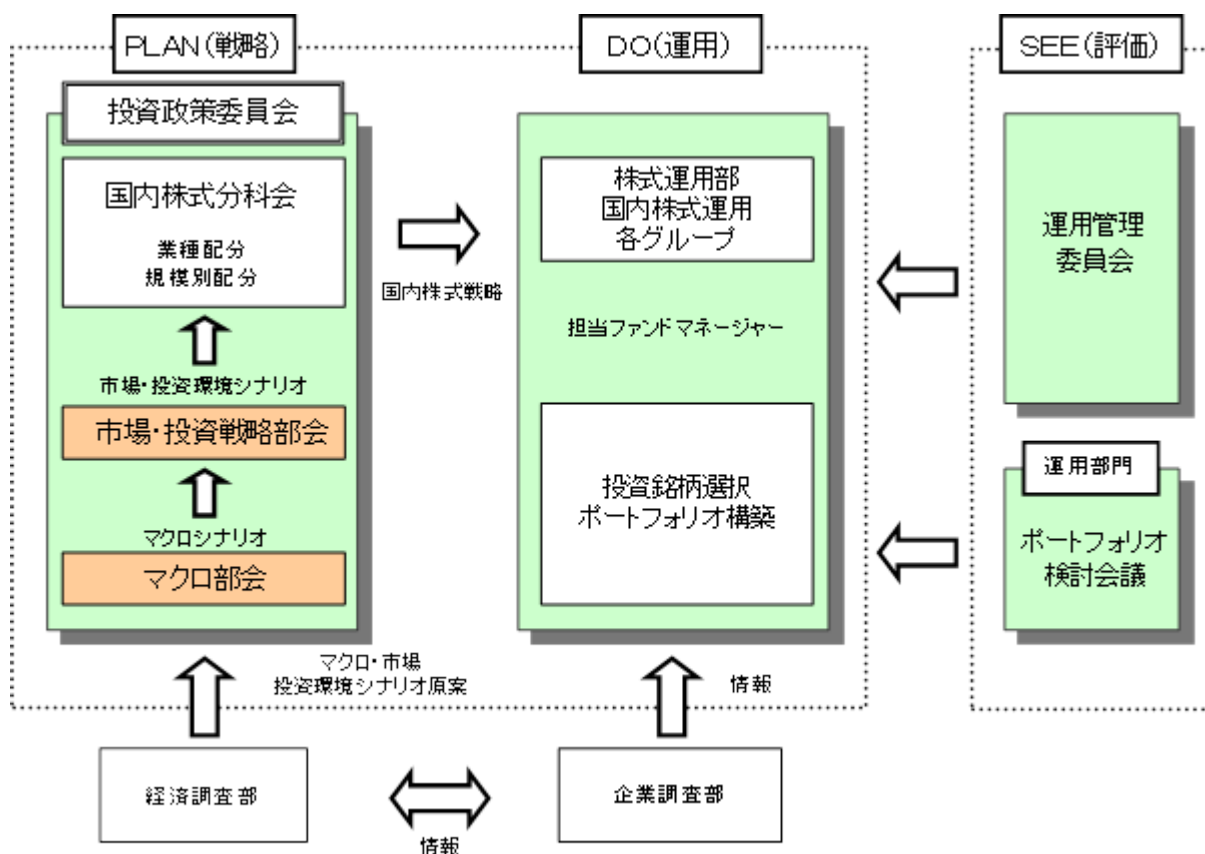 PLAN(戦略)
投資政策委員会
国内株式分科会
業種配分
規模別配分
市場・投資環境シナリオ
市場・投資戦略部会
マクロシナリオ
マクロ部会
国内株式戦略
DO(運用)
株式運用部
国内株式運用
各グループ
担当ファンドマネージャー
投資銘柄選択
ポートフォリオ構築
SEE(評価)
運用管理
委員会
運用部門
ポートフォリオ
検討会議
マクロ・市場
投資環境シナリオ原案
情報
経済調査部
情報
企業調査部